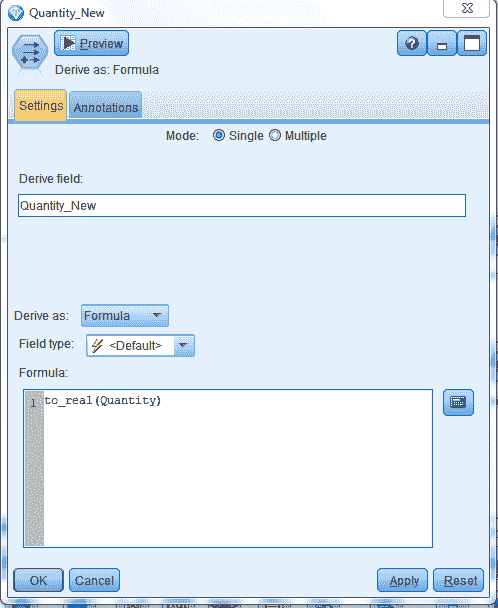 Quantity_New
Preview
?
Derive as: Formula
Settings Annotations
Mode: Single Multiple
Derive field:
Quantity_New
Derive as: Formula
Field type: <Default>
Formula:
1 to_real(Quantity)
OK Cancel Apply Reset